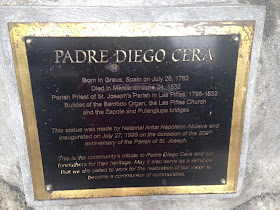 PADRE DIEGO CERA
Born in Graus, Spain on July 26, 1762
Died in Manila on June 24, 1832
Parish Priest of St. Joseph's Parish in Las Piñas, 1795-1832
Builder of the Bamboo Organ, the Las Piñas Church
and the Zapote and Pulanglupa bridges
This statue was made by National Artist Napoleon Abueva and
inaugurated on July 27, 1995 on the occasion of the 200th
anniversary of the Parish of St. Joseph.
This is the community's tribute to Padre Diego Cera and our
forefathers for their heritage. May it also serve as a reminder
that we are called to work for the realization of our vision to
become a communion of communities.